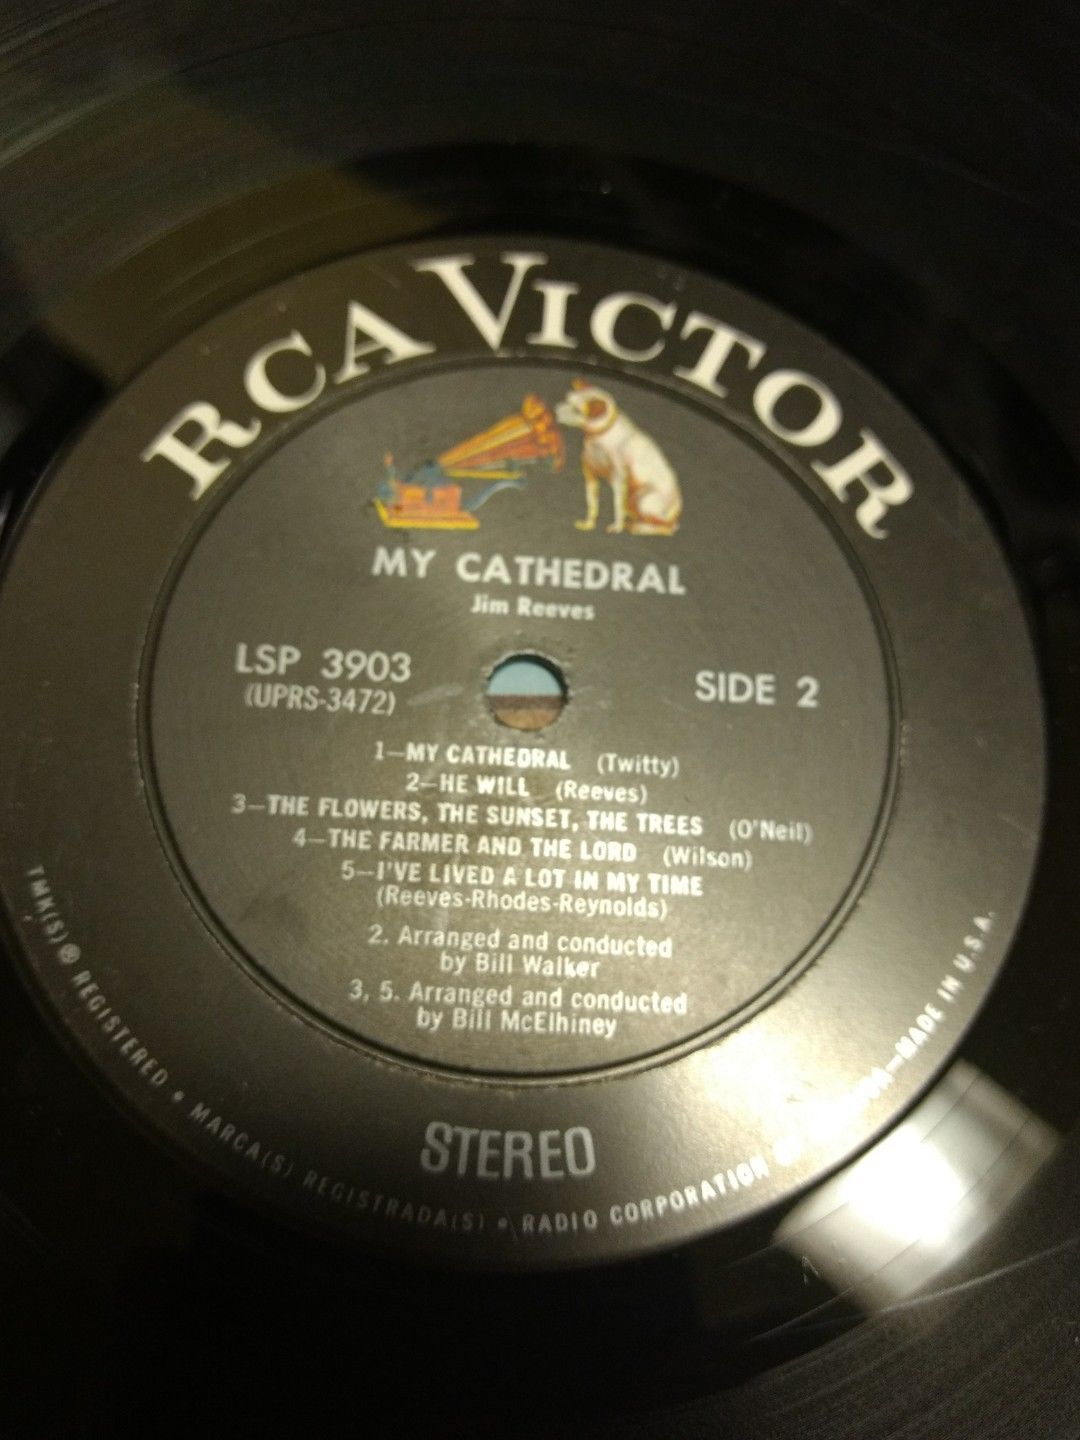 RCA VICTOR
MY CATHEDRAL
Jim Reeves
LSP 3903
(UPRS-3472)
SIDE 2
1—MY CATHEDRAL (Twitty)
2—HE WILL (Reeves)
3—THE FLOWERS, THE SUNSET, THE TREES (O'Neil)
4—THE FARMER AND THE LORD (Wilson)
5—I'VE LIVED A LOT IN MY TIME
(Reeves-Rhodes-Reynolds)
2. Arranged and conducted
by Bill Walker
3, 5. Arranged and conducted
by Bill McElhiney
STEREO
TMK(S) ® REGISTERED • MARCA(S) REGISTRADA(S) • RADIO CORPORATION —MADE IN U.S.A.